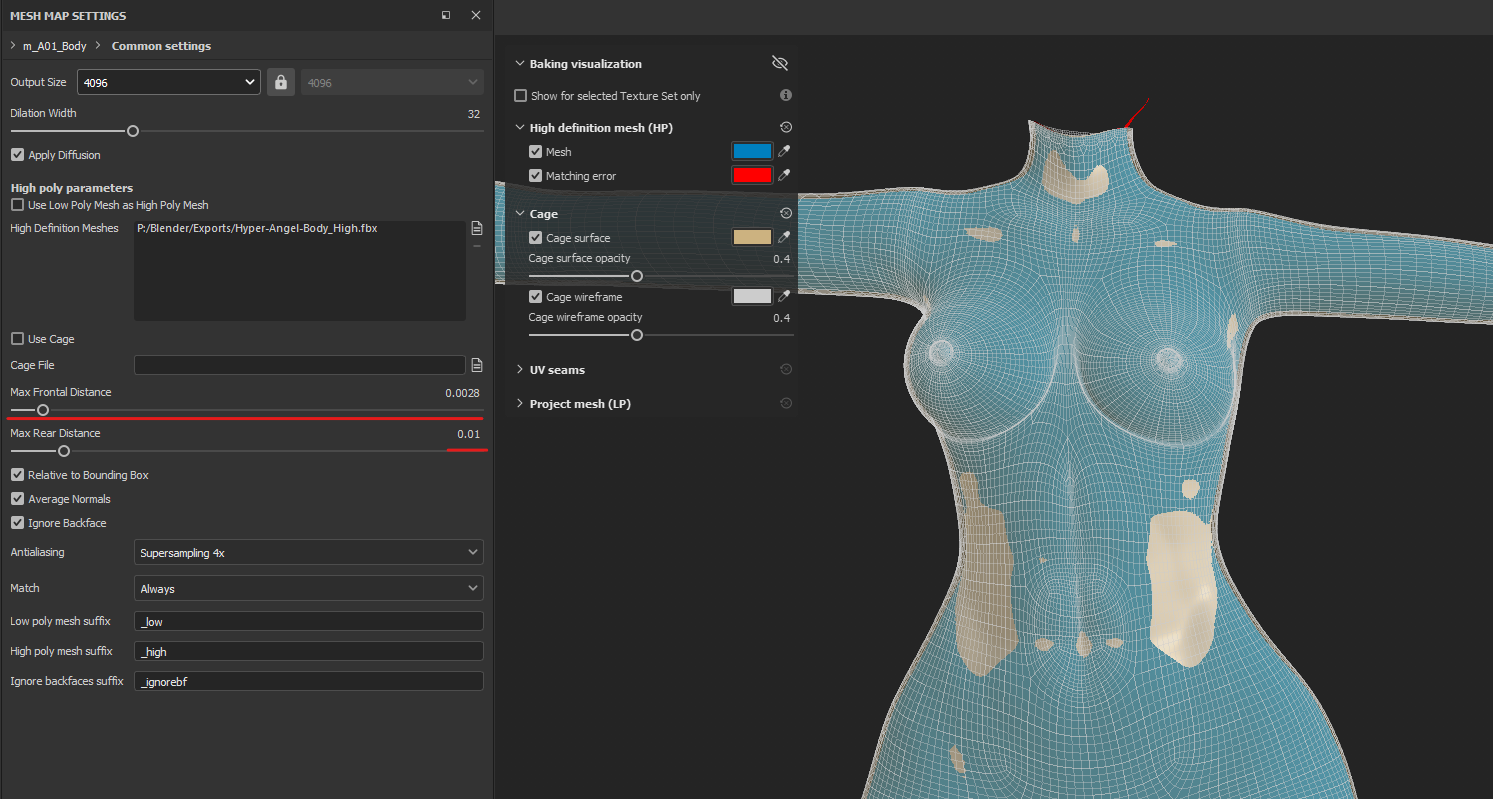 MESH MAP SETTINGS
m_A01_Body
Common settings
Output Size
4096
4096
Dilation Width
32
Apply Diffusion
High poly parameters
Use Low Poly Mesh as High Poly Mesh
High Definition Meshes
P:/Blender/Exports/Hyper-Angel-Body_High.fbx
Use Cage
Cage File
Max Frontal Distance
0.0028
Max Rear Distance
0.01
Relative to Bounding Box
Average Normals
Ignore Backface
Antialiasing
Supersampling 4x
Match
Always
Low poly mesh suffix
_low
High poly mesh suffix
_high
Ignore backfaces suffix
_ignorebf
Baking visualization
Show for selected Texture Set only
High definition mesh (HP)
Mesh
Matching error
Cage
Cage surface
Cage surface opacity
0.4
Cage wireframe
Cage wireframe opacity
0.4
UV seams
Project mesh (LP)